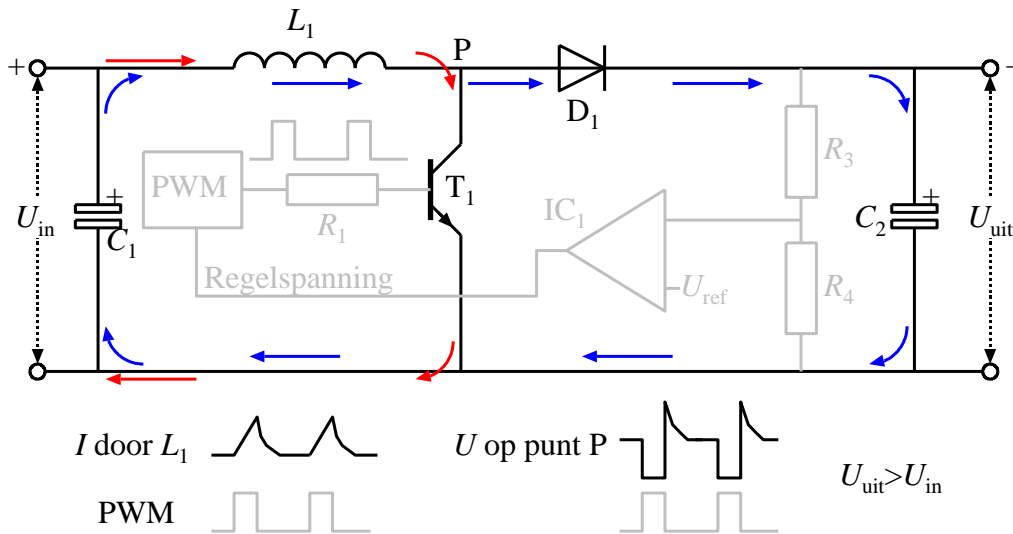 L1 P
+ -
D1
PWM T1 R3
R1 IC1
+ +
Uin C1 C2 Uuit
Regelspanning Uref R4
I door L1 U op punt P
Uuit>Uin
PWM